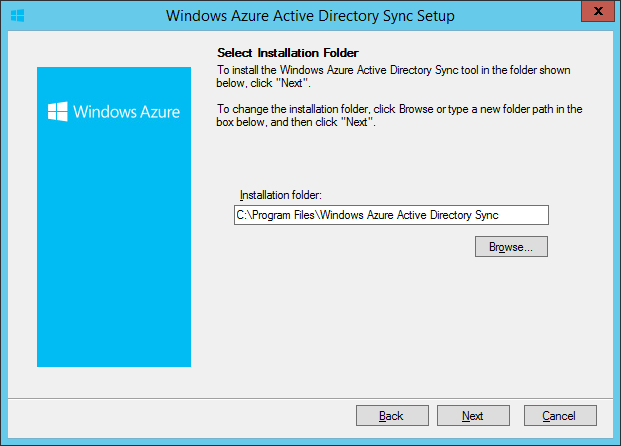 Windows Azure Active Directory Sync Setup
x
Select Installation Folder
To install the Windows Azure Active Directory Sync tool in the folder shown
below, click "Next".
To change the installation folder, click Browse or type a new folder path in the
box below, and then click "Next".
Windows Azure
Installation folder:
C:\Program Files\Windows Azure Active Directory Sync
Browse...
Back Next Cancel